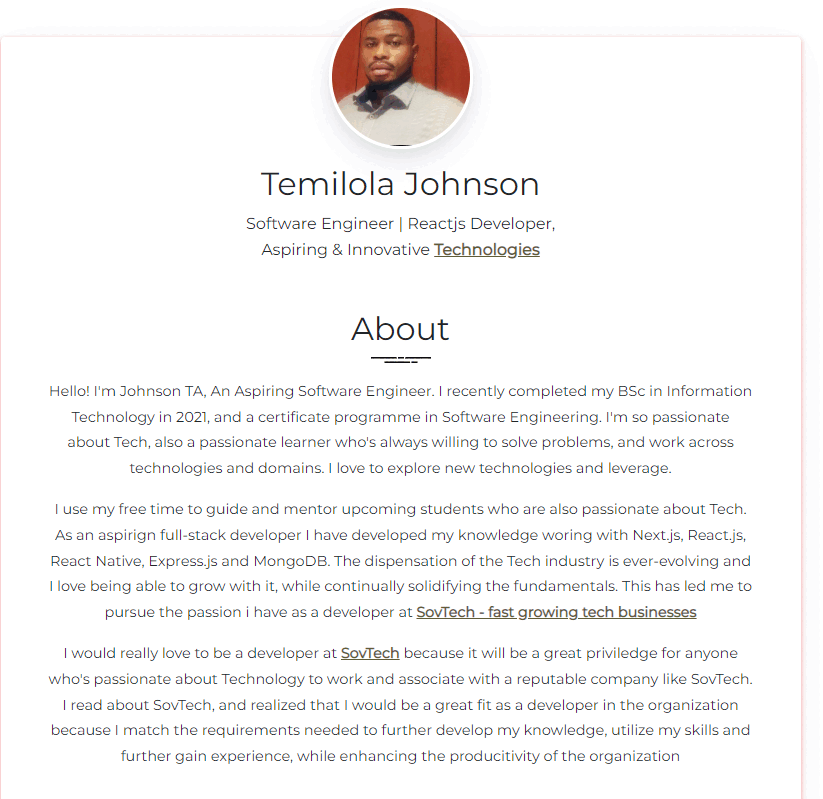 Temilola Johnson
Software Engineer | Reactjs Developer,
Aspiring & Innovative Technologies
About
Hello! I'm Johnson TA, An Aspiring Software Engineer. I recently completed my BSc in Information
Technology in 2021, and a certificate programme in Software Engineering. I'm so passionate
about Tech, also a passionate learner who's always willing to solve problems, and work across
technologies and domains. I love to explore new technologies and leverage.
I use my free time to guide and mentor upcoming students who are also passionate about Tech.
As an aspirign full-stack developer I have developed my knowledge woring with Next.js, React.js,
React Native, Express.js and MongoDB. The dispensation of the Tech industry is ever-evolving and
I love being able to grow with it, while continually solidifying the fundamentals. This has led me to
pursue the passion i have as a developer at SovTech - fast growing tech businesses
I would really love to be a developer at SovTech because it will be a great priviledge for anyone
who's passionate about Technology to work and associate with a reputable company like SovTech.
I read about SovTech, and realized that I would be a great fit as a developer in the organization
because I match the requirements needed to further develop my knowledge, utilize my skills and
further gain experience, while enhancing the producitivity of the organization